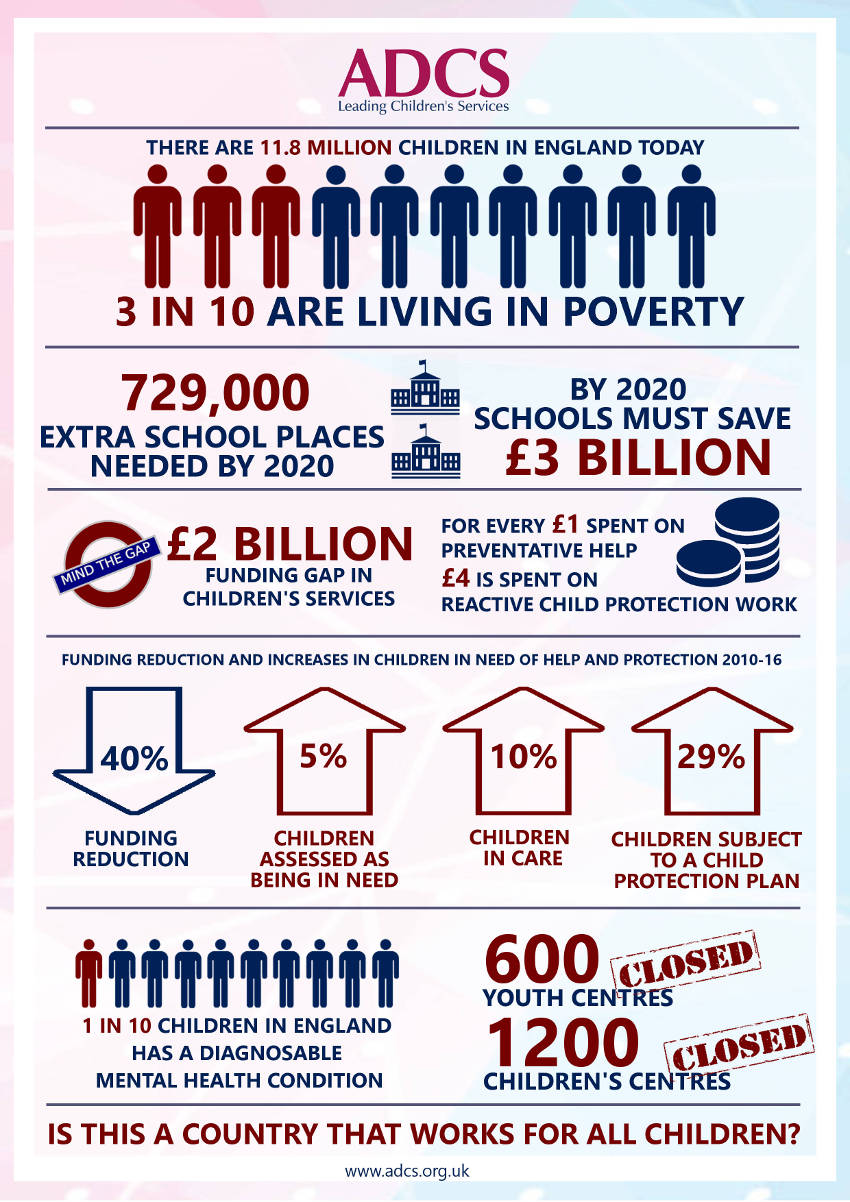 ADCS
Leading Children's Services
THERE ARE 11.8 MILLION CHILDREN IN ENGLAND TODAY
3 IN 10 ARE LIVING IN POVERTY
729,000
EXTRA SCHOOL PLACES
NEEDED BY 2020
BY 2020
SCHOOLS MUST SAVE
£3 BILLION
MIND THE GAP
£2 BILLION
FUNDING GAP IN
CHILDREN'S SERVICES
FOR EVERY £1 SPENT ON
PREVENTATIVE HELP
£4 IS SPENT ON
REACTIVE CHILD PROTECTION WORK
FUNDING REDUCTION AND INCREASES IN CHILDREN IN NEED OF HELP AND PROTECTION 2010-16
40%
FUNDING
REDUCTION
5%
CHILDREN
ASSESSED AS
BEING IN NEED
10%
CHILDREN
IN CARE
29%
CHILDREN SUBJECT
TO A CHILD
PROTECTION PLAN
1 IN 10 CHILDREN IN ENGLAND
HAS A DIAGNOSABLE
MENTAL HEALTH CONDITION
600
CLOSED
YOUTH CENTRES
1200
CLOSED
CHILDREN'S CENTRES
IS THIS A COUNTRY THAT WORKS FOR ALL CHILDREN?
www.adcs.org.uk